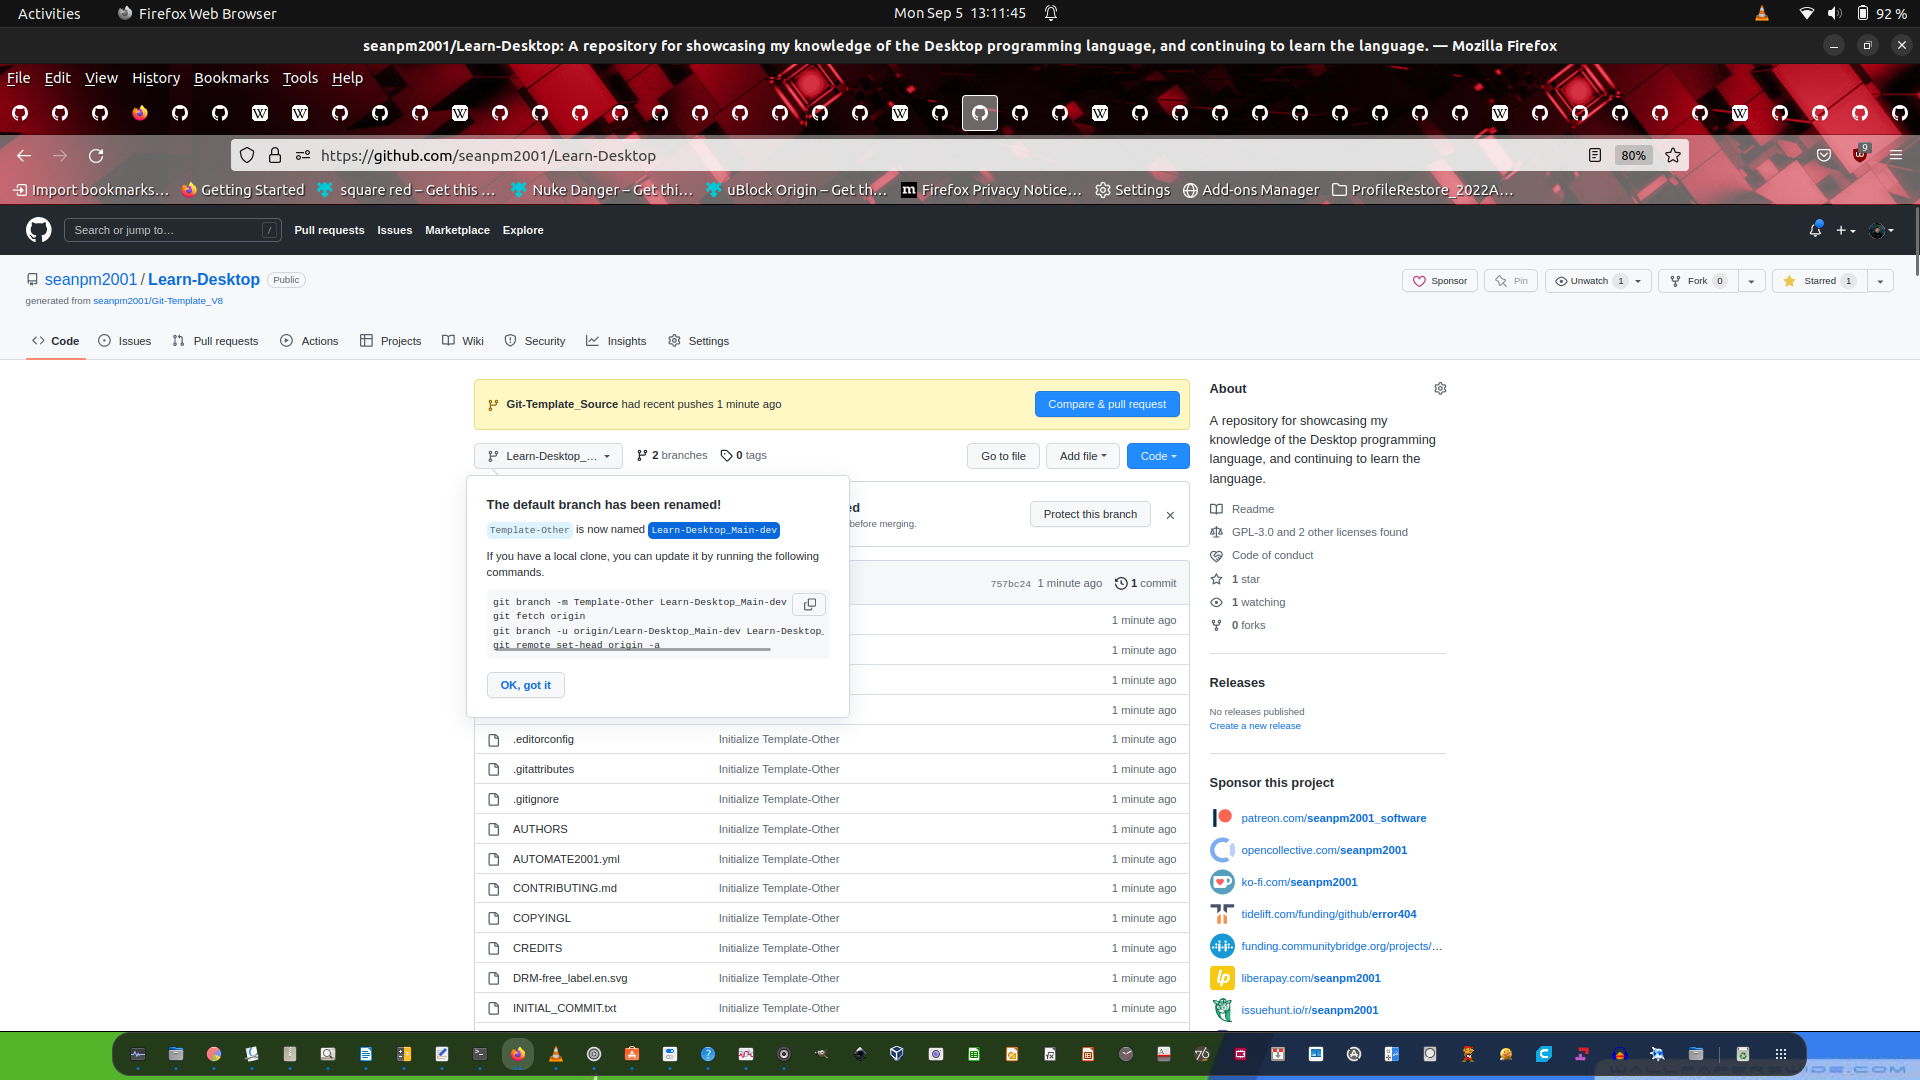 Activities
Firefox Web Browser
Mon Sep 5 13:11:45
92 %
seanpm2001/Learn-Desktop: A repository for showcasing my knowledge of the Desktop programming language, and continuing to learn the language. — Mozilla Firefox
File Edit View History Bookmarks Tools Help
https://github.com/seanpm2001/Learn-Desktop
80%
9
Import bookmarks…
Getting Started
square red – Get this …
Nuke Danger – Get thi…
uBlock Origin – Get th…
Firefox Privacy Notice…
Settings
Add-ons Manager
ProfileRestore_2022A…
Search or jump to…
/
Pull requests
Issues
Marketplace
Explore
seanpm2001 / Learn-Desktop
Public
generated from seanpm2001/Git-Template_V8
Sponsor
Pin
Unwatch 1
Fork 0
Starred 1
Code
Issues
Pull requests
Actions
Projects
Wiki
Security
Insights
Settings
Git-Template_Source had recent pushes 1 minute ago
Compare & pull request
Learn-Desktop_…
2 branches
0 tags
Go to file
Add file
Code
The default branch has been renamed!
Template-Other is now named Learn-Desktop_Main-dev
If you have a local clone, you can update it by running the following
commands.
git branch -m Template-Other Learn-Desktop_Main-dev
git fetch origin
git branch -u origin/Learn-Desktop_Main-dev Learn-Desktop_
git remote set-head origin -a
OK, got it
ed
before merging.
Protect this branch
757bc24 1 minute ago
1 commit
1 minute ago
1 minute ago
1 minute ago
1 minute ago
.editorconfig Initialize Template-Other 1 minute ago
.gitattributes Initialize Template-Other 1 minute ago
.gitignore Initialize Template-Other 1 minute ago
AUTHORS Initialize Template-Other 1 minute ago
AUTOMATE2001.yml Initialize Template-Other 1 minute ago
CONTRIBUTING.md Initialize Template-Other 1 minute ago
COPYINGL Initialize Template-Other 1 minute ago
CREDITS Initialize Template-Other 1 minute ago
DRM-free_label.en.svg Initialize Template-Other 1 minute ago
INITIAL_COMMIT.txt Initialize Template-Other 1 minute ago
About
A repository for showcasing my
knowledge of the Desktop programming
language, and continuing to learn the
language.
Readme
GPL-3.0 and 2 other licenses found
Code of conduct
1 star
1 watching
0 forks
Releases
No releases published
Create a new release
Sponsor this project
patreon.com/seanpm2001_software
opencollective.com/seanpm2001
ko-fi.com/seanpm2001
tidelift.com/funding/github/error404
funding.communitybridge.org/projects/…
liberapay.com/seanpm2001
issuehunt.io/r/seanpm2001